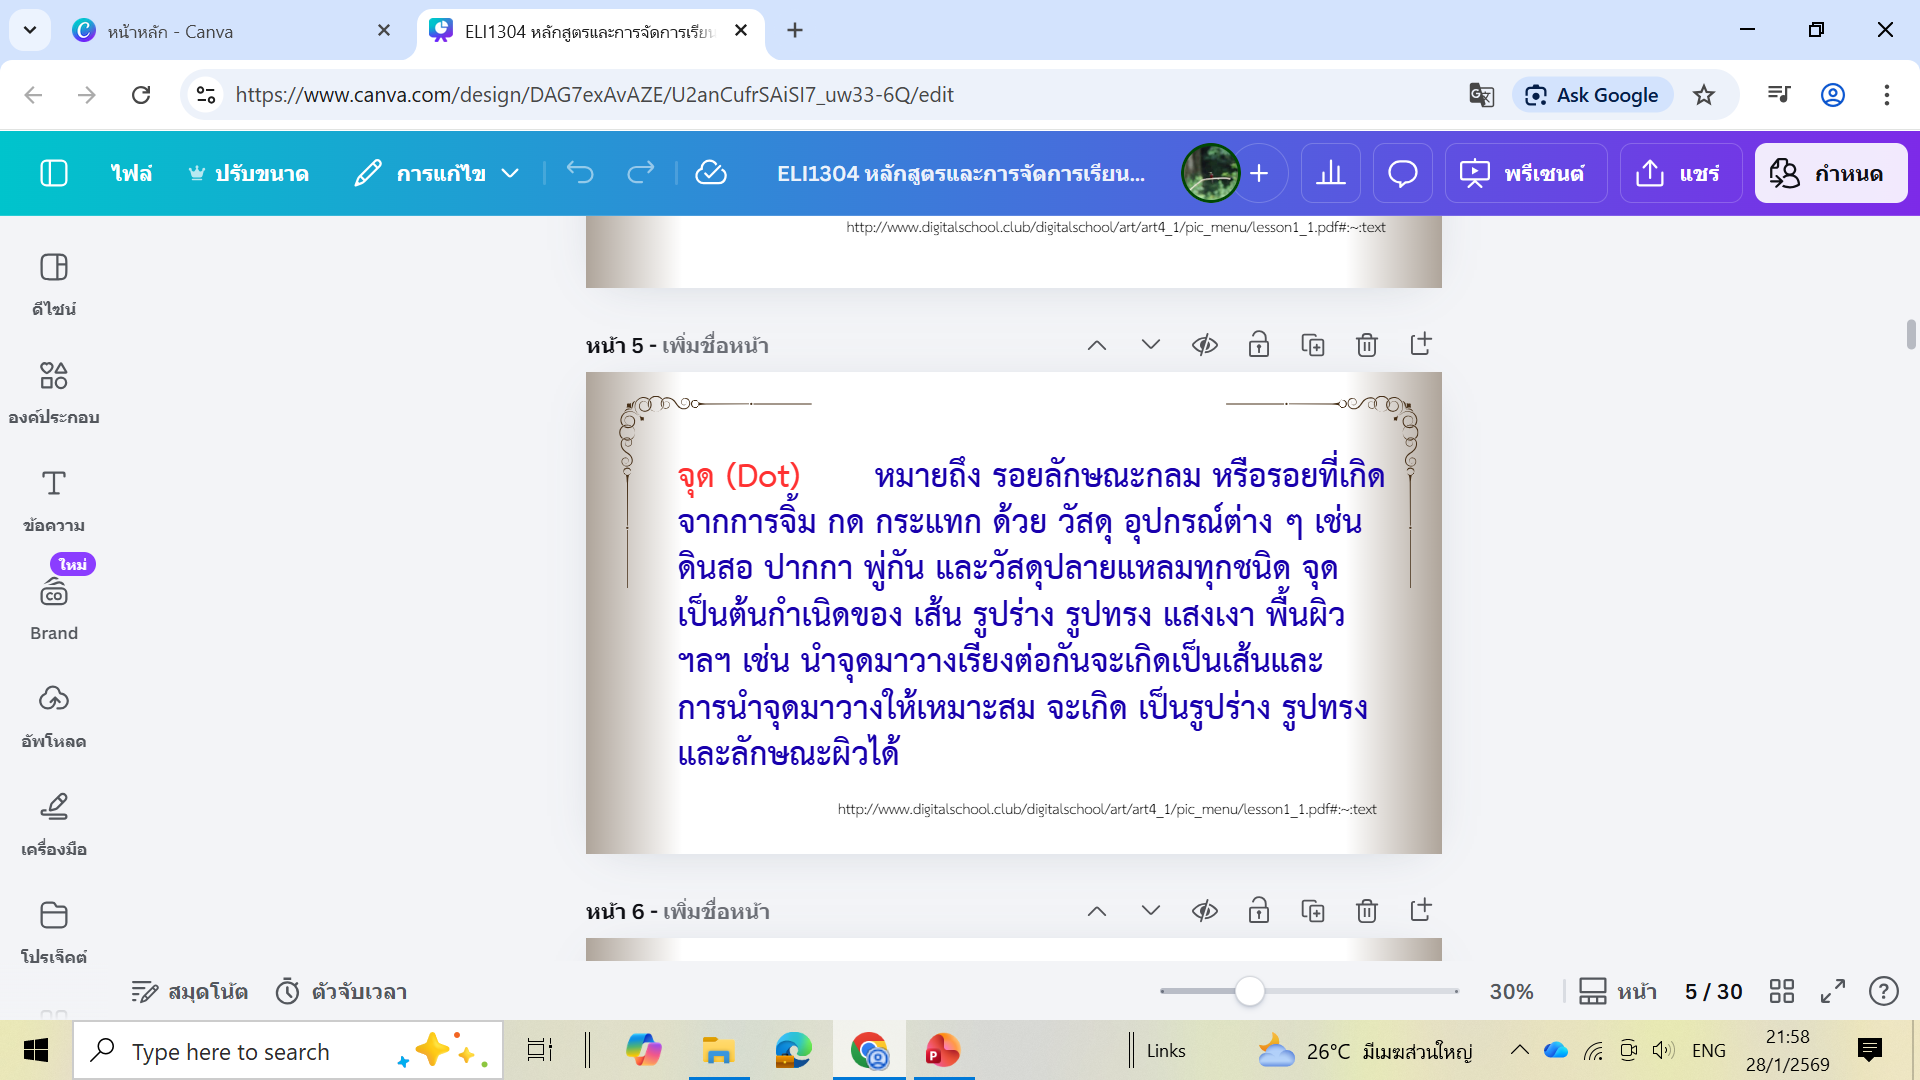 หน้าหลัก - Canva
ELI1304 หลักสูตรและการจัดการเรียน
https://www.canva.com/design/DAG7exAvAZE/U2anCufrSAiSI7_uw33-6Q/edit
Ask Google
ไฟล์
ปรับขนาด
การแก้ไข
ELI1304 หลักสูตรและการจัดการเรียน...
พรีเซนต์
แชร์
กำหนด
ดีไซน์
องค์ประกอบ
ข้อความ
ใหม่
Brand
อัพโหลด
เครื่องมือ
โปรเจ็คต์
http://www.digitalschool.club/digitalschool/art/art4_1/pic_menu/lesson1_1.pdf#:~:text
หน้า 5 - เพิ่มชื่อหน้า
จุด (Dot) หมายถึง รอยลักษณะกลม หรือรอยที่เกิด
จากการจิ้ม กด กระแทก ด้วย วัสดุ อุปกรณ์ต่าง ๆ เช่น
ดินสอ ปากกา พู่กัน และวัสดุปลายแหลมทุกชนิด จุด
เป็นต้นกำเนิดของ เส้น รูปร่าง รูปทรง แสงเงา พื้นผิว
ฯลฯ เช่น นำจุดมาวางเรียงต่อกันจะเกิดเป็นเส้นและ
การนำจุดมาวางให้เหมาะสม จะเกิด เป็นรูปร่าง รูปทรง
และลักษณะผิวได้
http://www.digitalschool.club/digitalschool/art/art4_1/pic_menu/lesson1_1.pdf#:~:text
หน้า 6 - เพิ่มชื่อหน้า
สมุดโน้ต
ตัวจับเวลา
30%
หน้า
5 / 30
Type here to search
Links
26°C มีเมฆส่วนใหญ่
ENG
21:58
28/1/2569